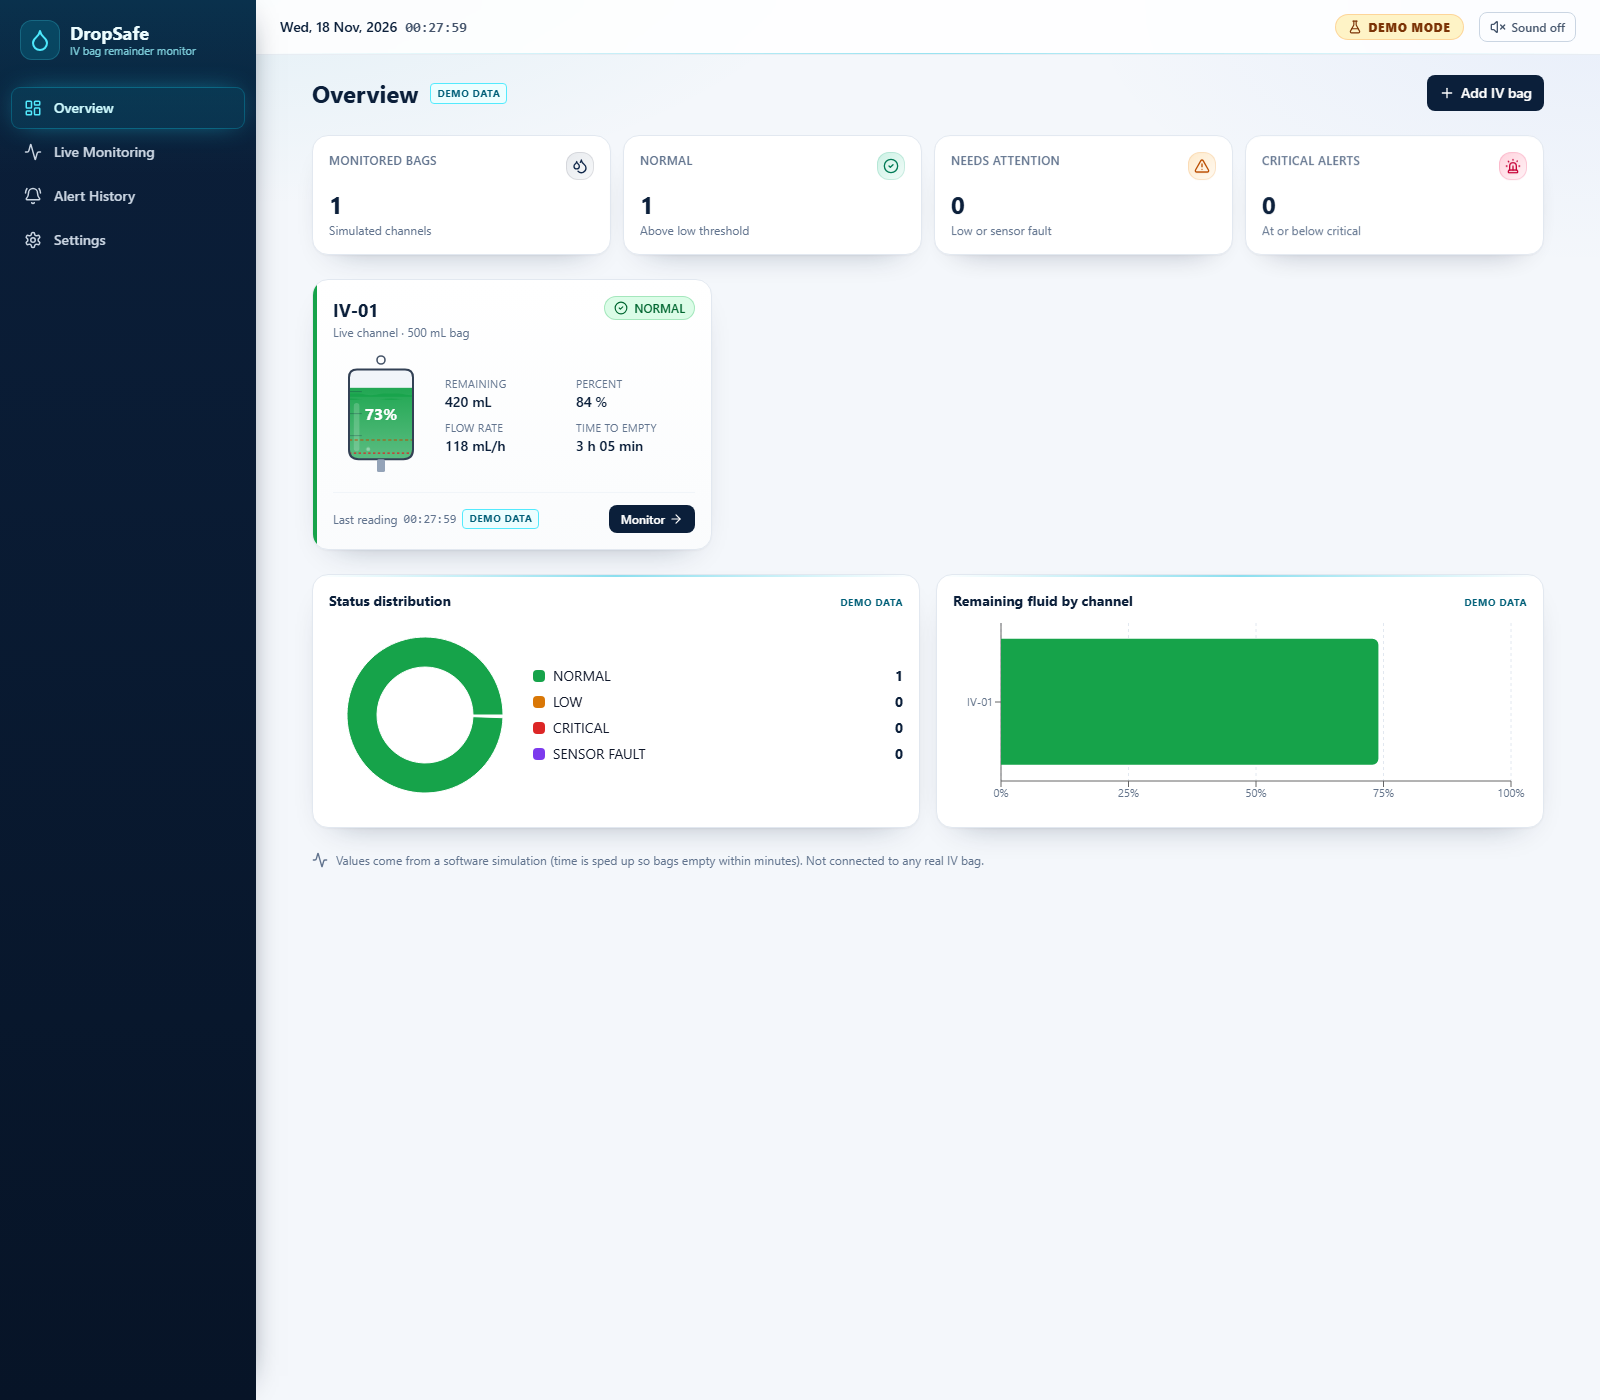 DropSafe
IV bag remainder monitor
Overview
Live Monitoring
Alert History
Settings
Wed, 18 Nov, 2026 00:27:59
DEMO MODE
Sound off
Overview
DEMO DATA
Add IV bag
MONITORED BAGS
1
Simulated channels
NORMAL
1
Above low threshold
NEEDS ATTENTION
0
Low or sensor fault
CRITICAL ALERTS
0
At or below critical
IV-01
NORMAL
Live channel · 500 mL bag
73%
REMAINING
420 mL
PERCENT
84 %
FLOW RATE
118 mL/h
TIME TO EMPTY
3 h 05 min
Last reading 00:27:59 DEMO DATA
Monitor
Status distribution
DEMO DATA
NORMAL 1
LOW 0
CRITICAL 0
SENSOR FAULT 0
Remaining fluid by channel
DEMO DATA
IV-01
0% 25% 50% 75% 100%
Values come from a software simulation (time is sped up so bags empty within minutes). Not connected to any real IV bag.